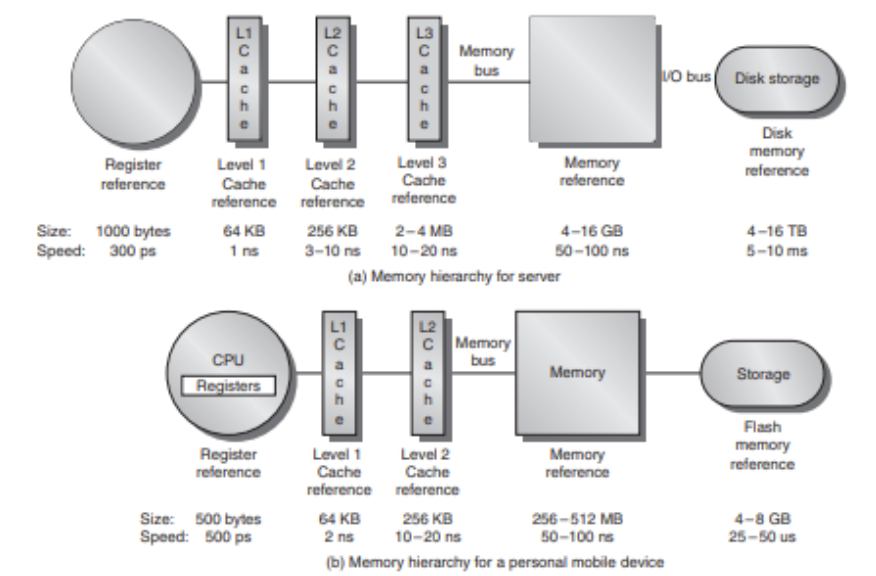 L1 Cache
L2 Cache
L3 Cache
Memory
bus
I/O bus
Disk storage
Register
reference
Level 1
Cache
reference
Level 2
Cache
reference
Level 3
Cache
reference
Memory
reference
Disk
memory
reference
Size: 1000 bytes 64 KB 256 KB 2–4 MB 4–16 GB 4–16 TB
Speed: 300 ps 1 ns 3–10 ns 10–20 ns 50–100 ns 5–10 ms
(a) Memory hierarchy for server
CPU
Registers
L1 Cache
L2 Cache
Memory
bus
Memory
Storage
Register
reference
Level 1
Cache
reference
Level 2
Cache
reference
Memory
reference
Flash
memory
reference
Size: 500 bytes 64 KB 256 KB 256–512 MB 4–8 GB
Speed: 500 ps 2 ns 10–20 ns 50–100 ns 25–50 us
(b) Memory hierarchy for a personal mobile device